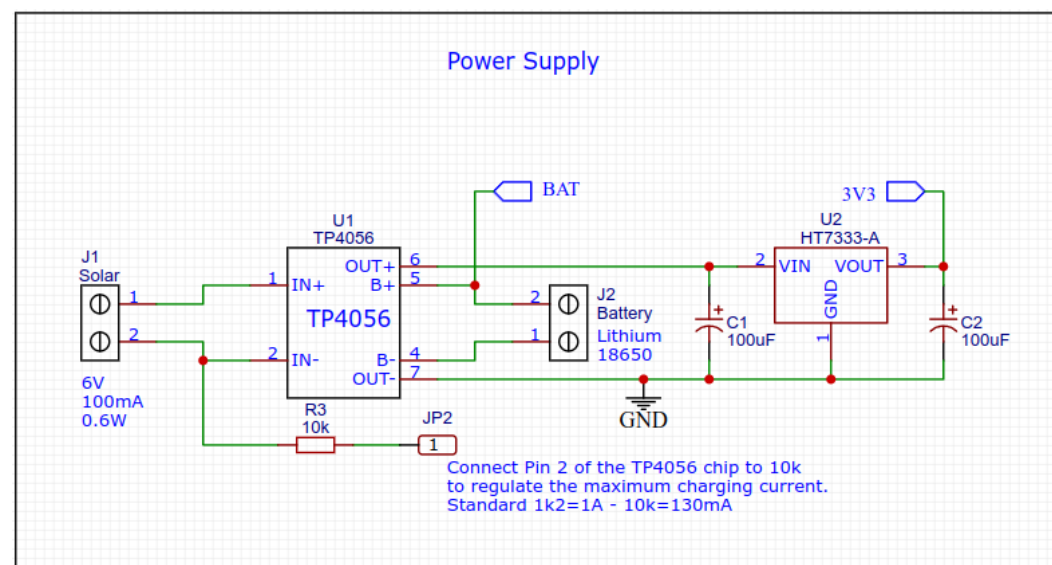 Power Supply
BAT
3V3
U1
TP4056
U2
HT7333-A
J1
Solar
OUT+ 6
B+ 5
2 VIN VOUT 3
1
1 IN+
J2
Battery
2
GND
TP4056
C1
100uF
C2
100uF
2
Lithium
18650
1
1
2 IN-
B- 4
OUT- 7
6V
100mA
0.6W
GND
R3
10k
JP2
1
Connect Pin 2 of the TP4056 chip to 10k
to regulate the maximum charging current.
Standard 1k2=1A - 10k=130mA